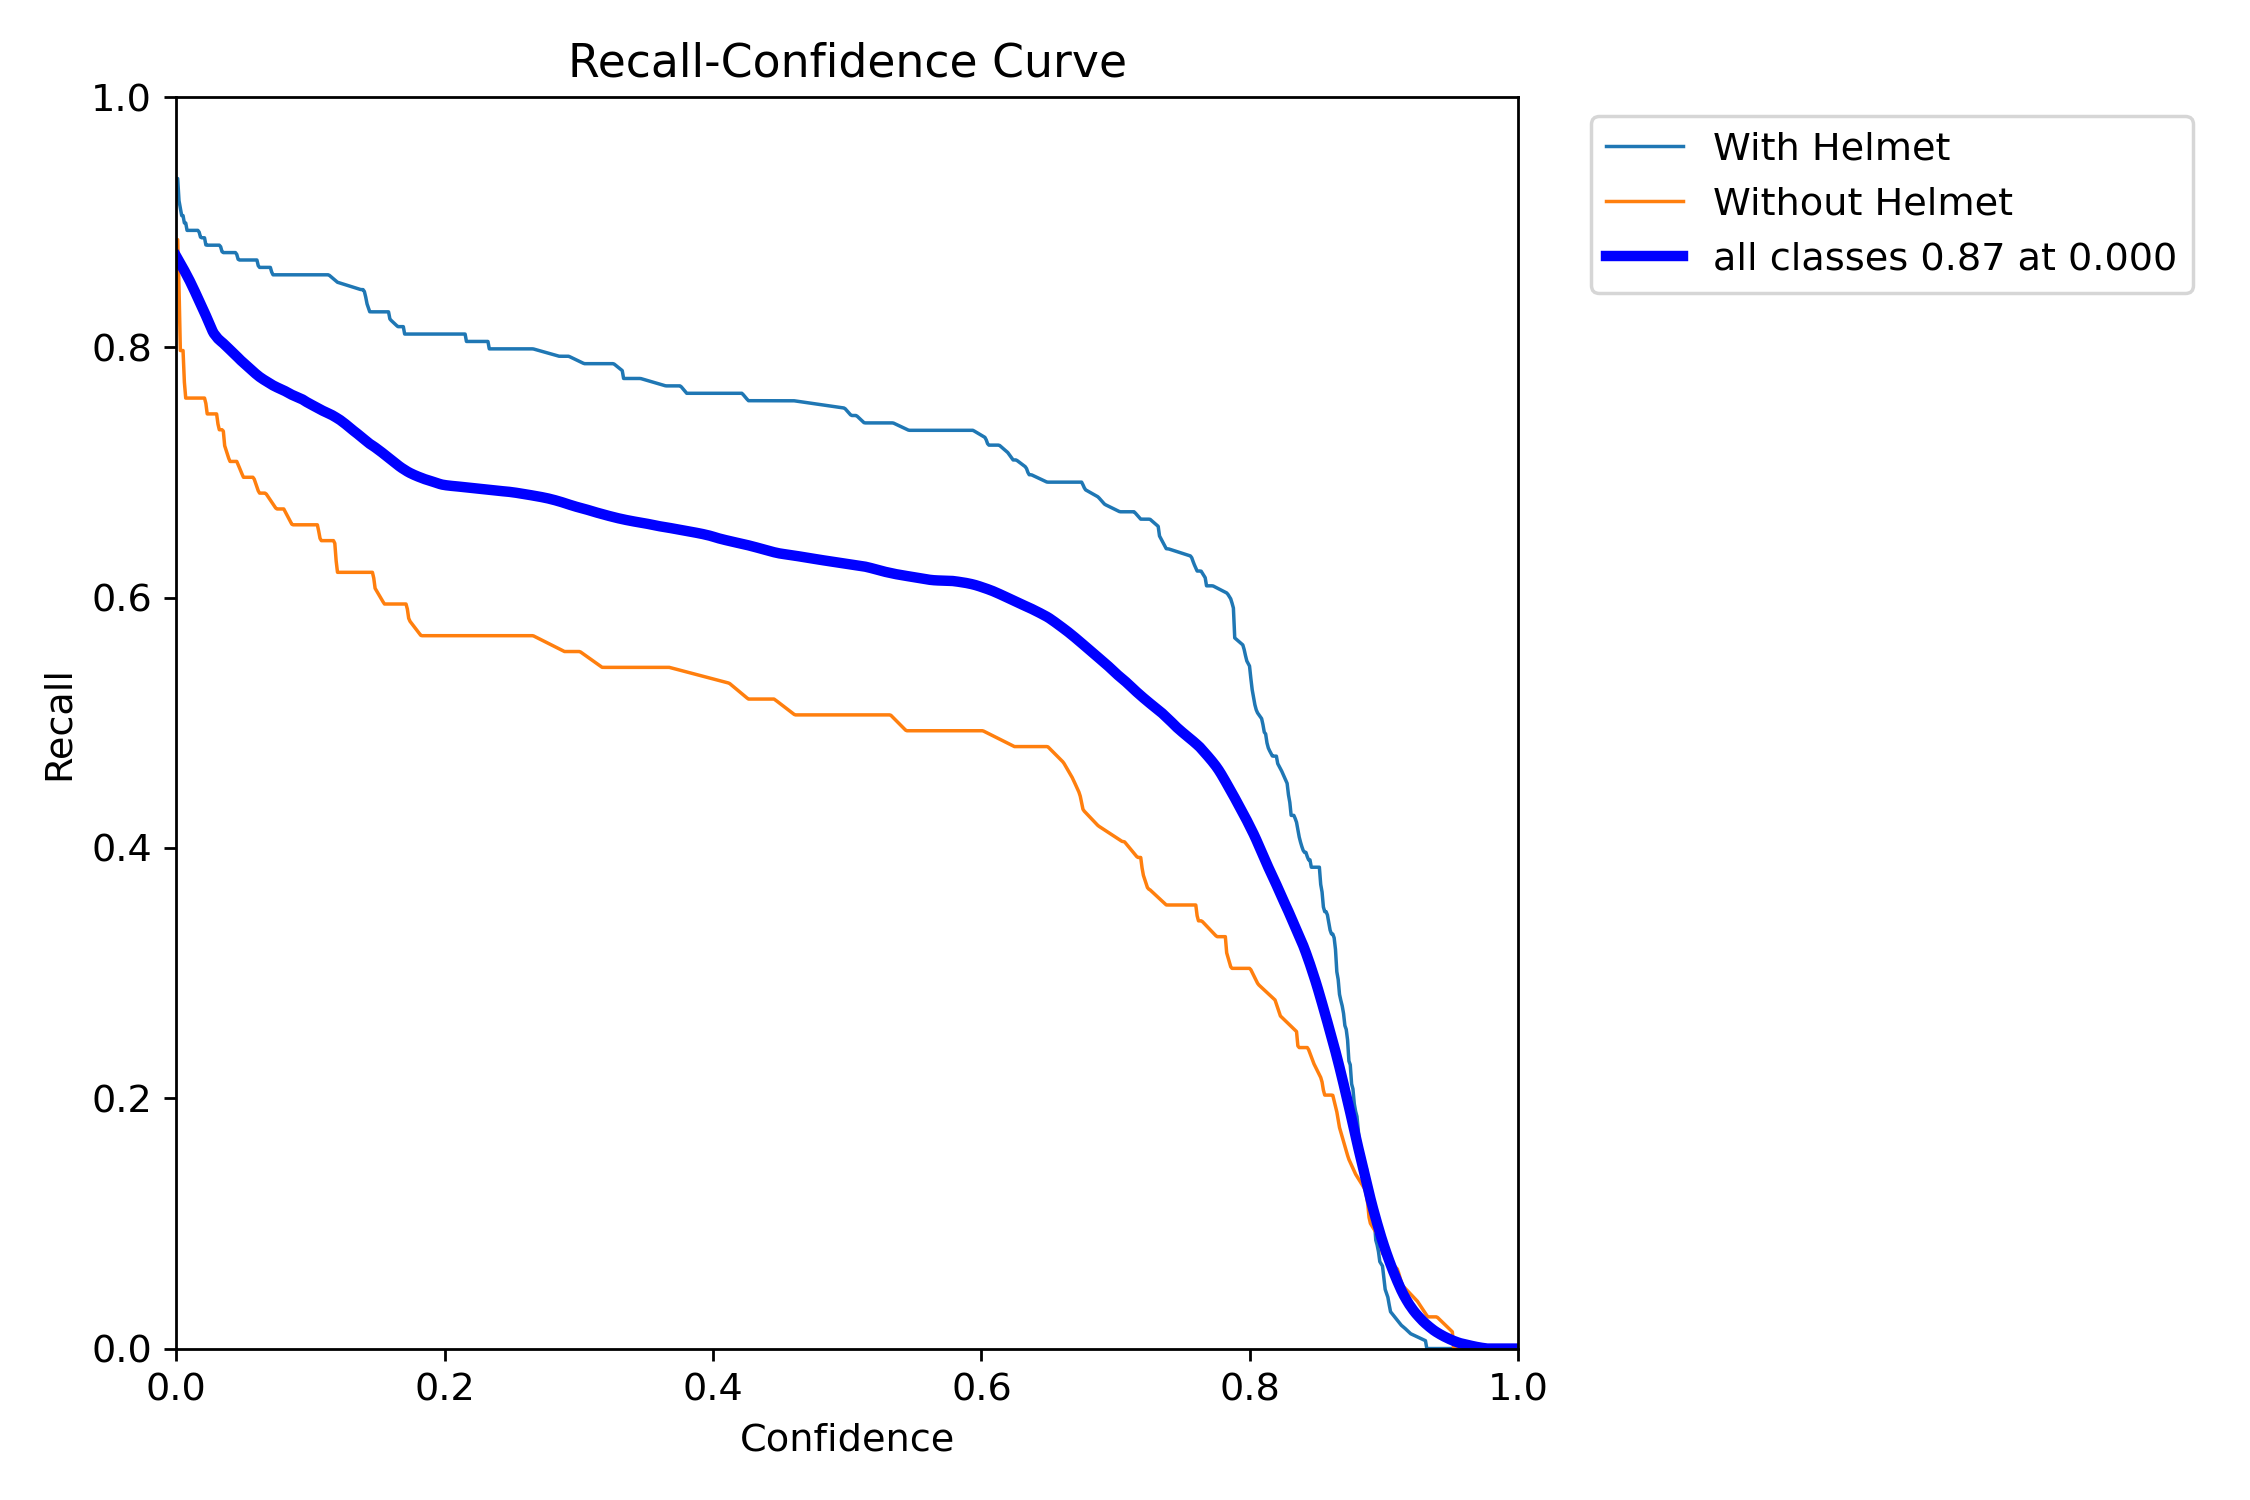 Recall-Confidence Curve
1.0
0.8
0.6
0.4
0.2
0.0
Recall
0.0 0.2 0.4 0.6 0.8 1.0
Confidence
With Helmet
Without Helmet
all classes 0.87 at 0.000